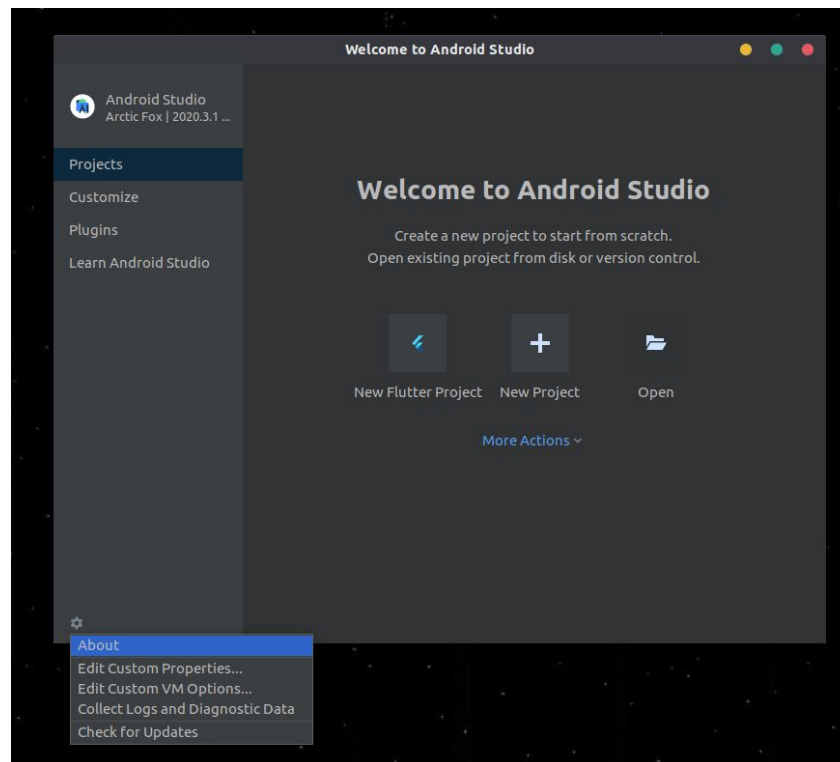 Welcome to Android Studio
Android Studio
Arctic Fox | 2020.3.1 ...
Projects
Customize
Plugins
Learn Android Studio
Welcome to Android Studio
Create a new project to start from scratch.
Open existing project from disk or version control.
New Flutter Project New Project Open
More Actions
About
Edit Custom Properties...
Edit Custom VM Options...
Collect Logs and Diagnostic Data
Check for Updates